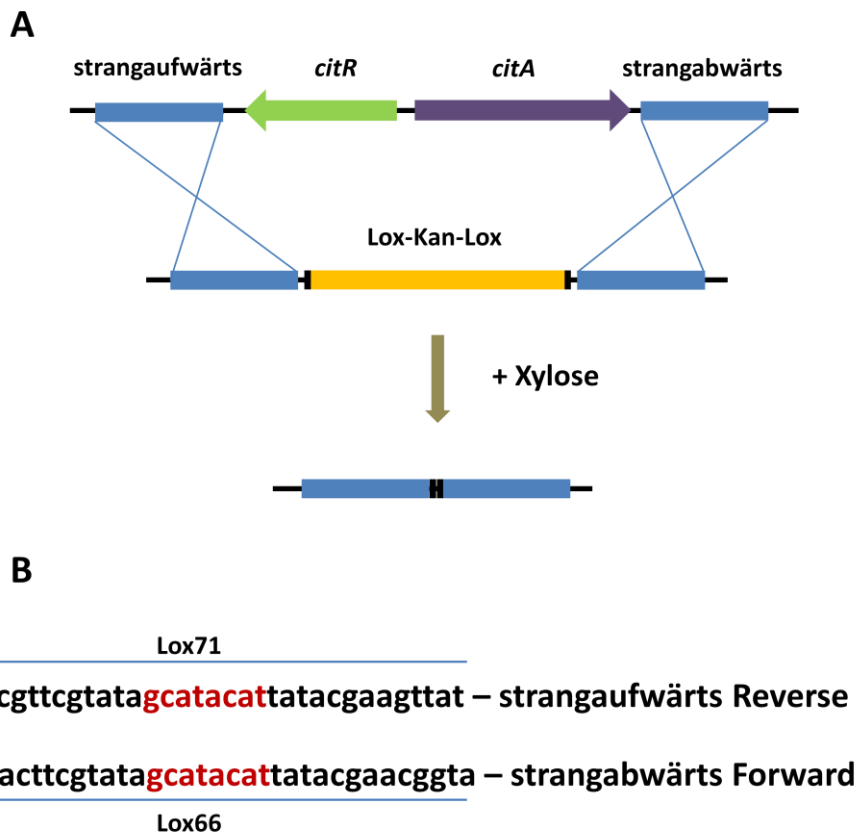 A
strangaufwärts citR citA strangabwärts
Lox-Kan-Lox
+ Xylose
B
Lox71
cgttcgtatagcatacattatacgaagttat – strangaufwärts Reverse
acttcgtatagcatacattatacgaacggta – strangabwärts Forward
Lox66